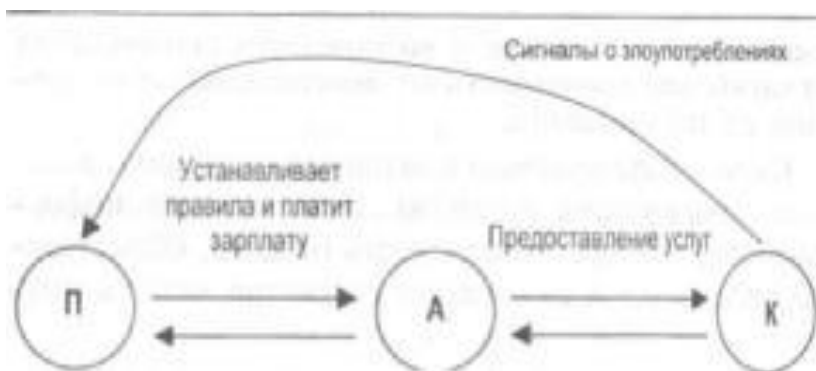 Сигналы о злоупотреблениях
Устанавливает
правила и платит
зарплату
Предоставление услуг
П
А
К